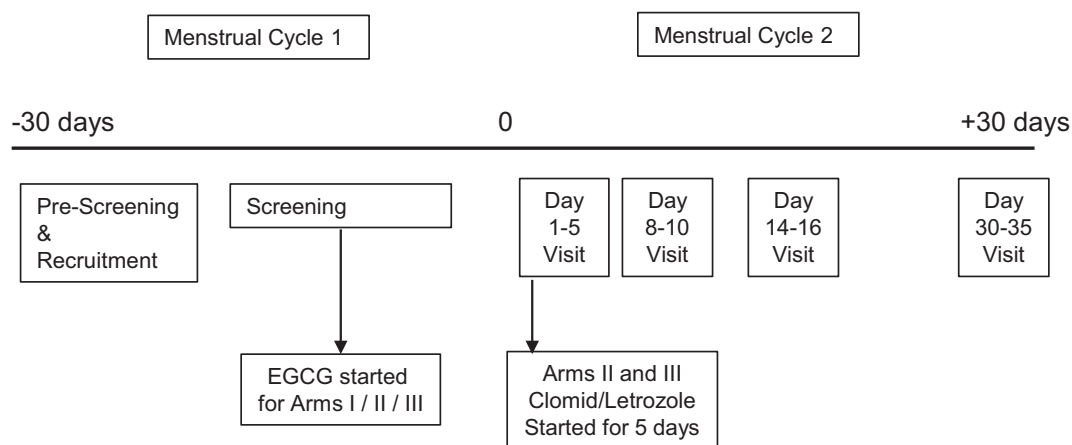 Menstrual Cycle 1
Menstrual Cycle 2
-30 days
0
+30 days
Pre-Screening
&
Recruitment
Screening
Day
1-5
Visit
Day
8-10
Visit
Day
14-16
Visit
Day
30-35
Visit
EGCG started
for Arms I / II / III
Arms II and III
Clomid/Letrozole
Started for 5 days